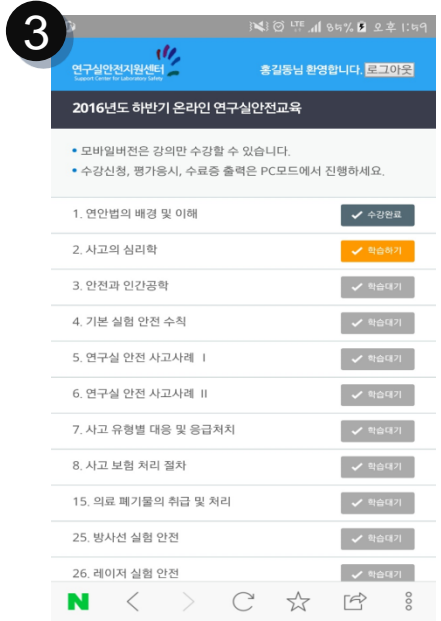 3
LTE 84% 오후 1:49
연구실안전지원센터
Support Center for Laboratory Safety
홍길동님 환영합니다. 로그아웃
2016년도 하반기 온라인 연구실안전교육
• 모바일버전은 강의만 수강할 수 있습니다.
• 수강신청, 평가응시, 수료증 출력은 PC모드에서 진행하세요.
1. 연안법의 배경 및 이해 수강완료
2. 사고의 심리학 학습하기
3. 안전과 인간공학 학습대기
4. 기본 실험 안전 수칙 학습대기
5. 연구실 안전 사고사례 I 학습대기
6. 연구실 안전 사고사례 II 학습대기
7. 사고 유형별 대응 및 응급처치 학습대기
8. 사고 보험 처리 절차 학습대기
15. 의료 폐기물의 취급 및 처리 학습대기
25. 방사선 실험 안전 학습대기
26. 레이저 실험 안전 학습대기
N